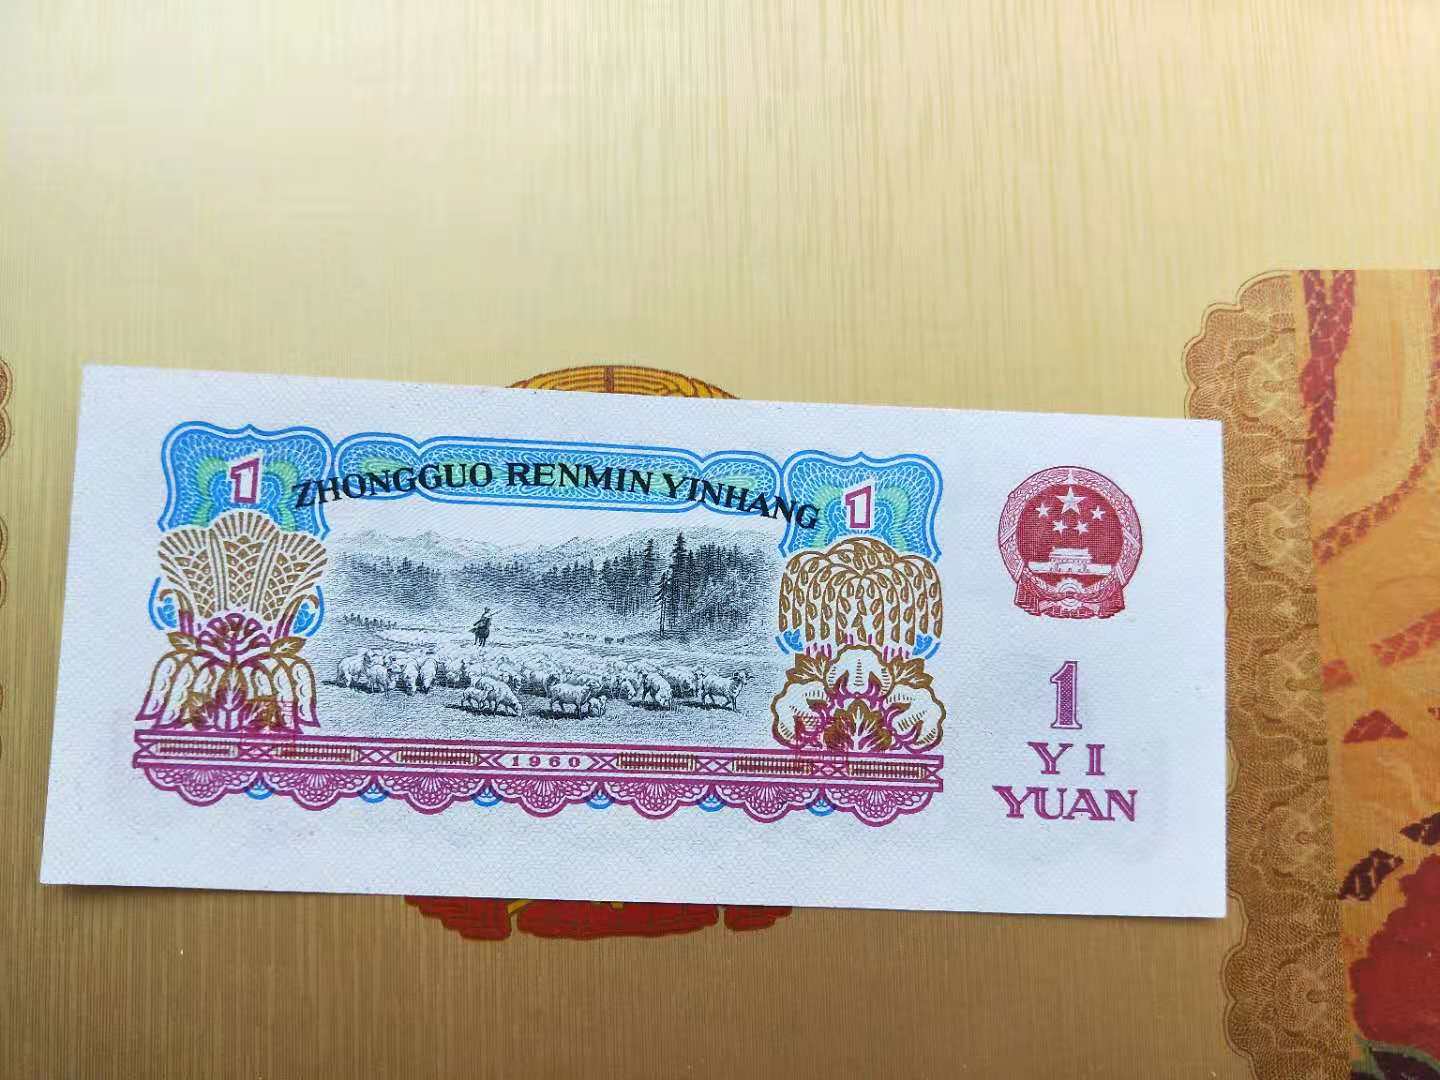 1
ZHONGGUO RENMIN YINHANG
1
1960
1
YI
YUAN